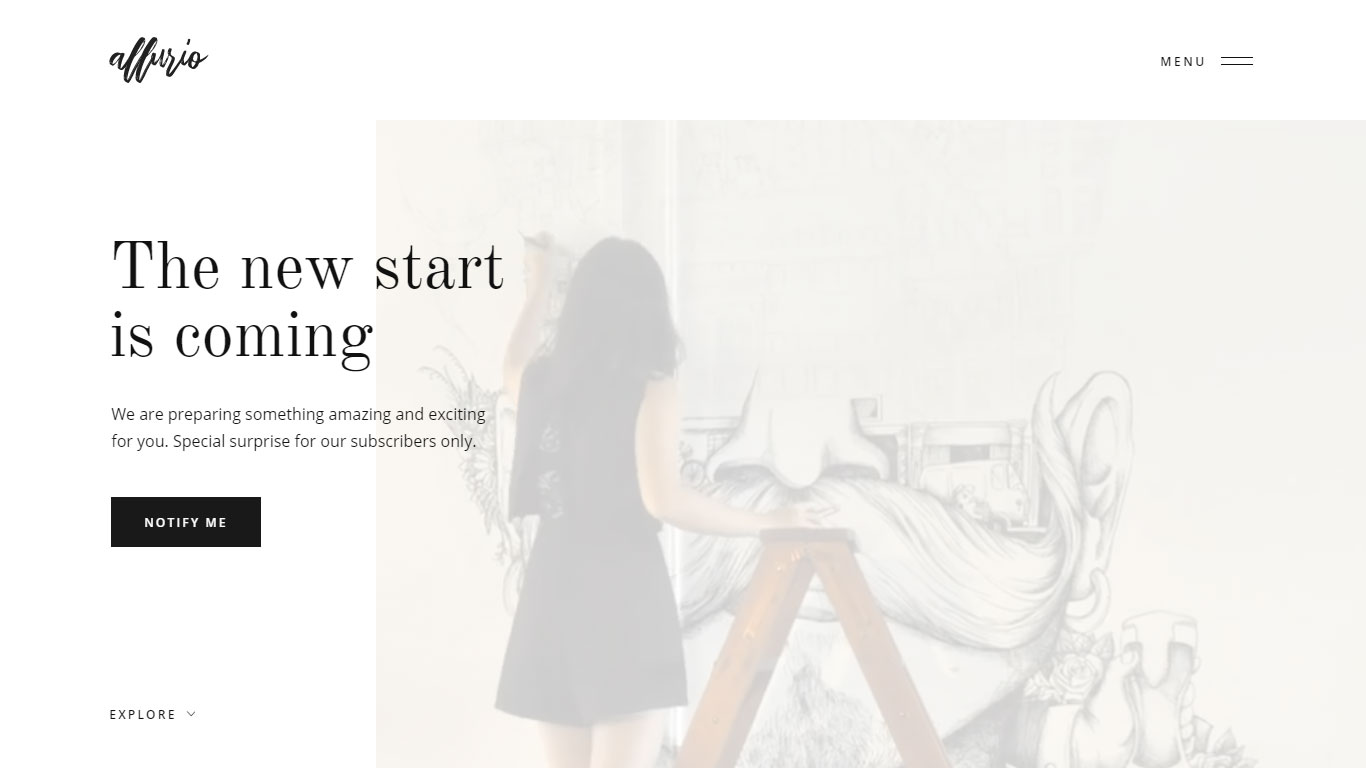 allurio
MENU
The new start
is coming
We are preparing something amazing and exciting
for you. Special surprise for our subscribers only.
NOTIFY ME
EXPLORE